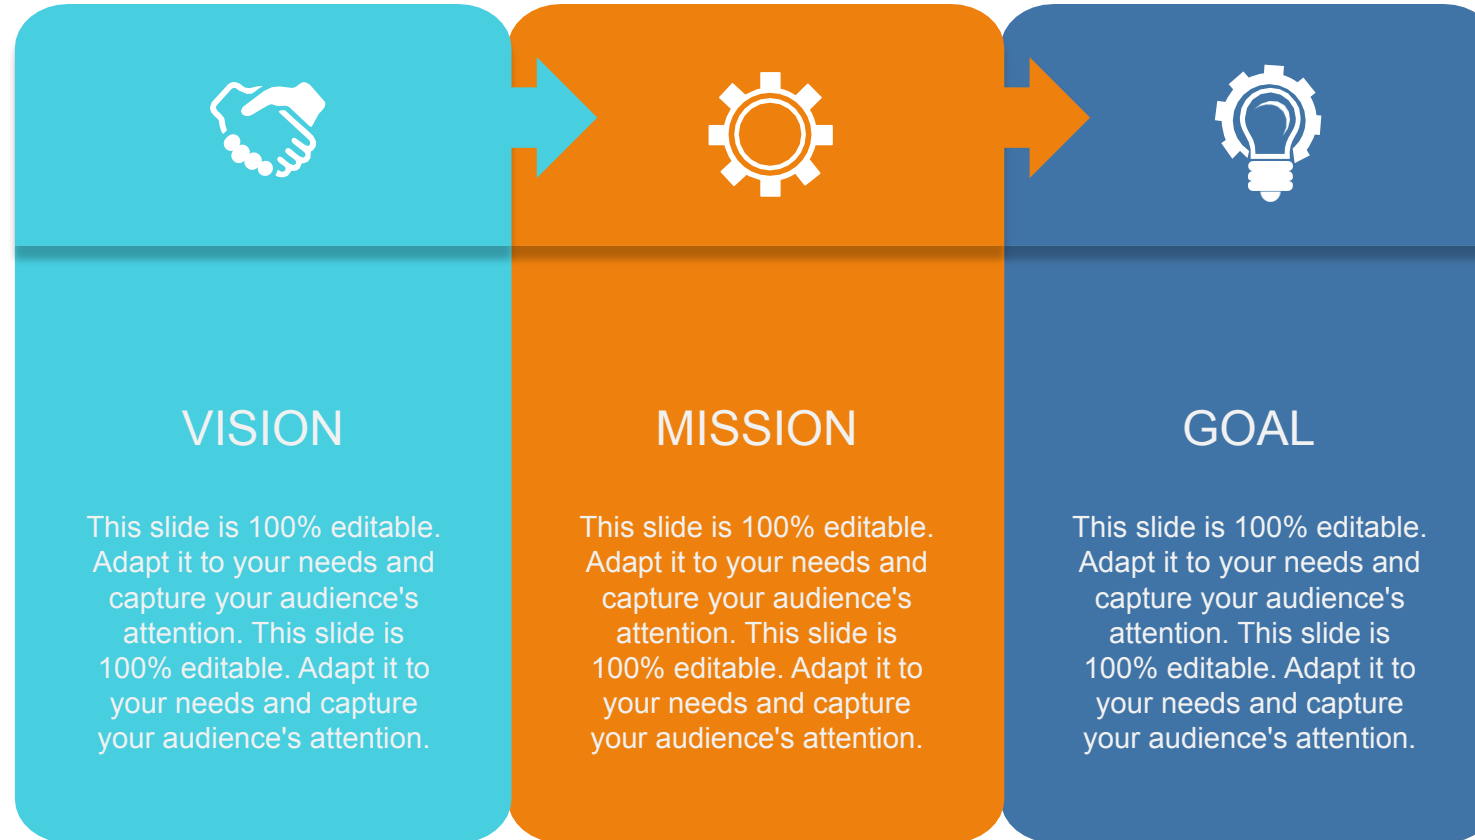 VISION
This slide is 100% editable.
Adapt it to your needs and
capture your audience's
attention. This slide is
100% editable. Adapt it to
your needs and capture
your audience's attention.
MISSION
This slide is 100% editable.
Adapt it to your needs and
capture your audience's
attention. This slide is
100% editable. Adapt it to
your needs and capture
your audience's attention.
GOAL
This slide is 100% editable.
Adapt it to your needs and
capture your audience's
attention. This slide is
100% editable. Adapt it to
your needs and capture
your audience's attention.